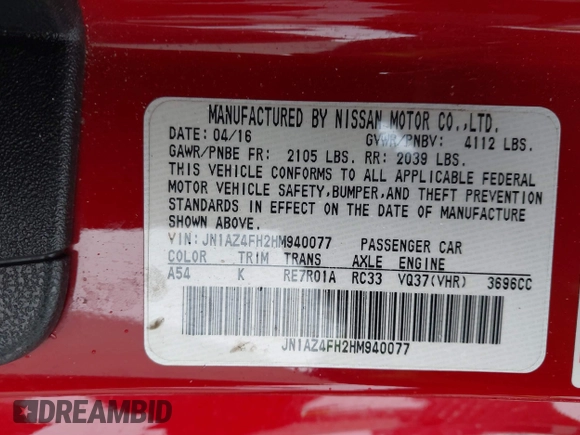 MANUFACTURED BY NISSAN MOTOR CO.,LTD.
DATE: 04/16 GVWR/PNBV: 4112 LBS.
GAWR/PNBE FR: 2105 LBS. RR: 2039 LBS.
THIS VEHICLE CONFORMS TO ALL APPLICABLE FEDERAL
MOTOR VEHICLE SAFETY,BUMPER,AND THEFT PREVENTION
STANDARDS IN EFFECT ON THE DATE OF MANUFACTURE
SHOWN ABOVE.
VIN:JN1AZ4FH2HM940077 PASSENGER CAR
COLOR TRIM TRANS AXLE ENGINE
A54 K RE7R01A RC33 VQ37(VHR) 3696CC
JN1AZ4FH2HM940077
DREAMBID